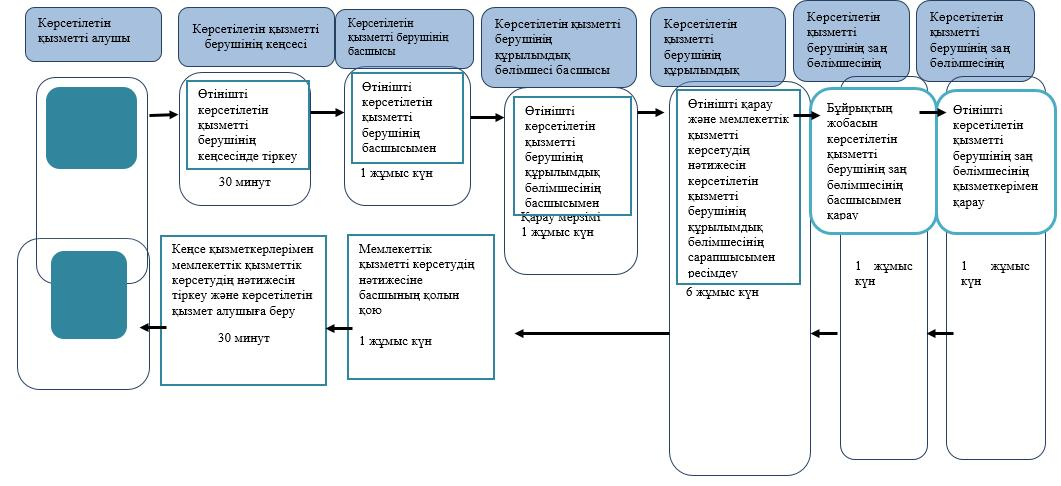 Көрсетілетін
қызметті алушы
Көрсетілетін қызметті
берушінің кеңсесі
Көрсетілетін
қызметті берушінің
басшысы
Көрсетілетін қызметті
берушінің
құрылымдық
бөлімшесі басшысы
Көрсетілетін
қызметті
берушінің
құрылымдық
Көрсетілетін
қызметті
берушінің заң
бөлімшесінің
Көрсетілетін
қызметті
берушінің заң
бөлімшесінің
Өтінішті
көрсетілетін
қызметті
берушінің
кеңсесінде тіркеу
30 минут
Өтінішті
көрсетілетін
қызметті
берушінің
басшысымен
1 жұмыс күн
Өтінішті
көрсетілетін
қызметті
берушінің
құрылымдық
бөлімшесінің
басшысымен
Қарау мерзімі
1 жұмыс күн
Өтінішті қарау
және мемлекеттік
қызметті
көрсетудің
нәтижесін
көрсетілетін
қызметті
берушінің
құрылымдық
бөлімшесінің
сарапшысымен
ресімдеу
6 жұмыс күн
Бұйрықтың
жобасын
көрсетілетін
қызметті
берушінің заң
бөлімшесінің
басшысымен
қарау
1 жұмыс
күн
Өтінішті
көрсетілетін
қызметті
берушінің заң
бөлімшесінің
қызметкерімен
қарау
1 жұмыс
күн
Кеңсе қызметкерлерімен
мемлекеттік қызметтік
көрсетудің нәтижесін
тіркеу және көрсетілетін
қызмет алушыға беру
30 минут
Мемлекеттік
қызметті көрсетудің
нәтижесіне
басшының қолын
қою
1 жұмыс күн